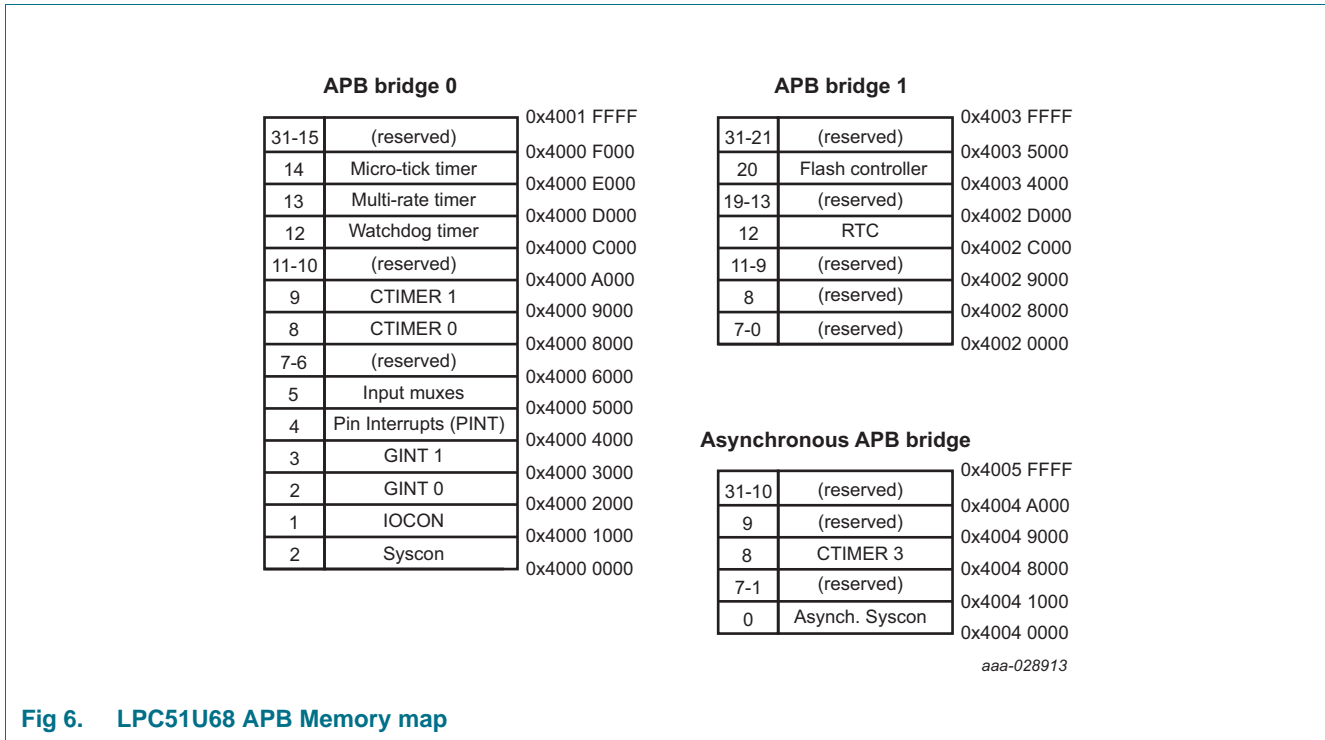 APB bridge 0
0x4001 FFFF
31-15 (reserved)
0x4000 F000
14 Micro-tick timer
0x4000 E000
13 Multi-rate timer
0x4000 D000
12 Watchdog timer
0x4000 C000
11-10 (reserved)
0x4000 A000
9 CTIMER 1
0x4000 9000
8 CTIMER 0
0x4000 8000
7-6 (reserved)
0x4000 6000
5 Input muxes
0x4000 5000
4 Pin Interrupts (PINT)
0x4000 4000
3 GINT 1
0x4000 3000
2 GINT 0
0x4000 2000
1 IOCON
0x4000 1000
2 Syscon
0x4000 0000
APB bridge 1
0x4003 FFFF
31-21 (reserved)
0x4003 5000
20 Flash controller
0x4003 4000
19-13 (reserved)
0x4002 D000
12 RTC
0x4002 C000
11-9 (reserved)
0x4002 9000
8 (reserved)
0x4002 8000
7-0 (reserved)
0x4002 0000
Asynchronous APB bridge
0x4005 FFFF
31-10 (reserved)
0x4004 A000
9 (reserved)
0x4004 9000
8 CTIMER 3
0x4004 8000
7-1 (reserved)
0x4004 1000
0 Asynch. Syscon
0x4004 0000
aaa-028913
Fig 6. LPC51U68 APB Memory map